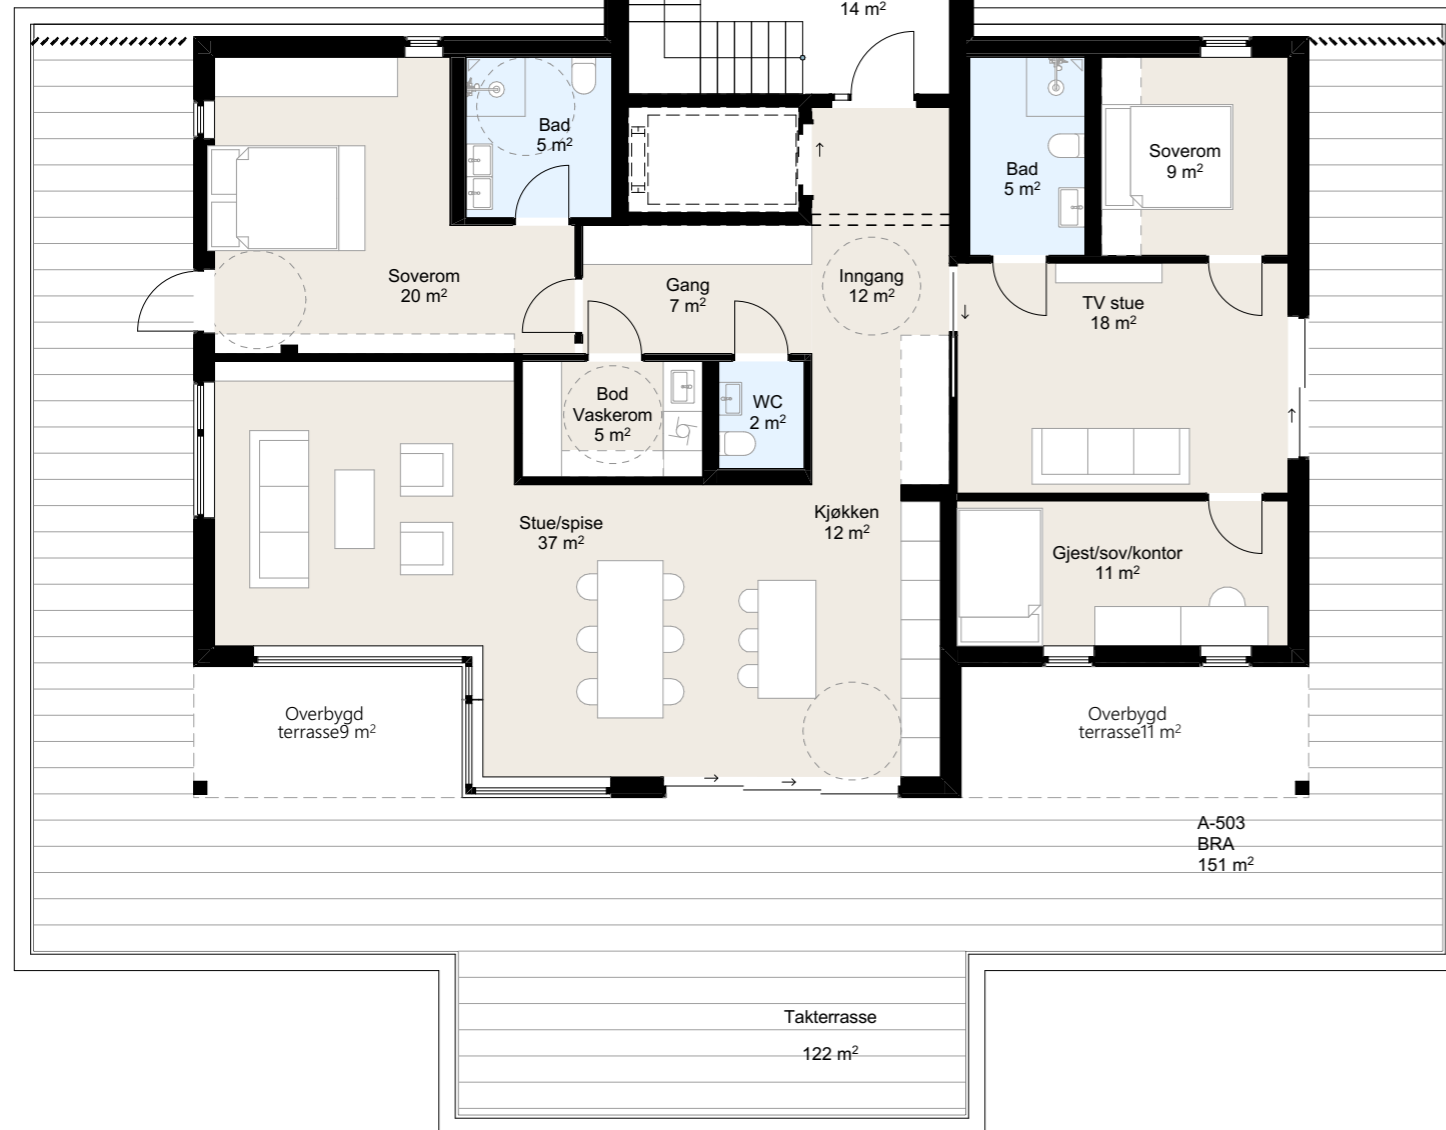 14 m²
Bad
5 m²
Bad
5 m²
Soverom
9 m²
Soverom
20 m²
Gang
7 m²
Inngang
12 m²
TV stue
18 m²
Bod
Vaskerom
5 m²
WC
2 m²
Stue/spise
37 m²
Kjøkken
12 m²
Gjest/sov/kontor
11 m²
Overbygd
terrasse9 m²
Overbygd
terrasse11 m²
A-503
BRA
151 m²
Takterrasse
122 m²